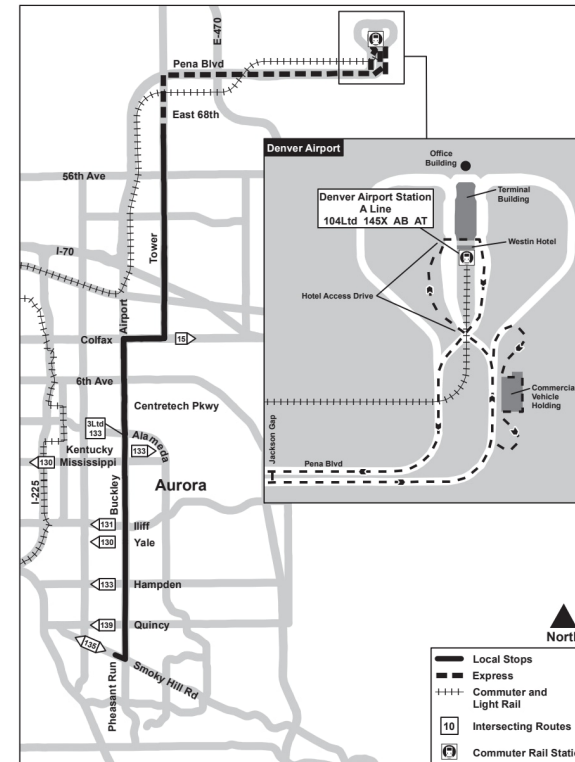 E-470
Pena Blvd
East 68th
56th Ave
Tower
I-70
Airport
Colfax
15
6th Ave
Centretech Pkwy
3Ltd
133
Alameda
Kentucky
133
Mississippi
130
I-225
Buckley
Aurora
131
Iliff
130
Yale
133
Hampden
139
Quincy
135
Smoky Hill Rd
Pheasant Run
Denver Airport
Office
Building
Terminal
Building
Denver Airport Station
A Line
104Ltd 145X AB AT
Westin Hotel
Hotel Access Drive
Commercia
Vehicle
Holding
Jackson Gap
Pena Blvd
North
Local Stops
Express
Commuter and
Light Rail
10
Intersecting Routes
Commuter Rail Statio